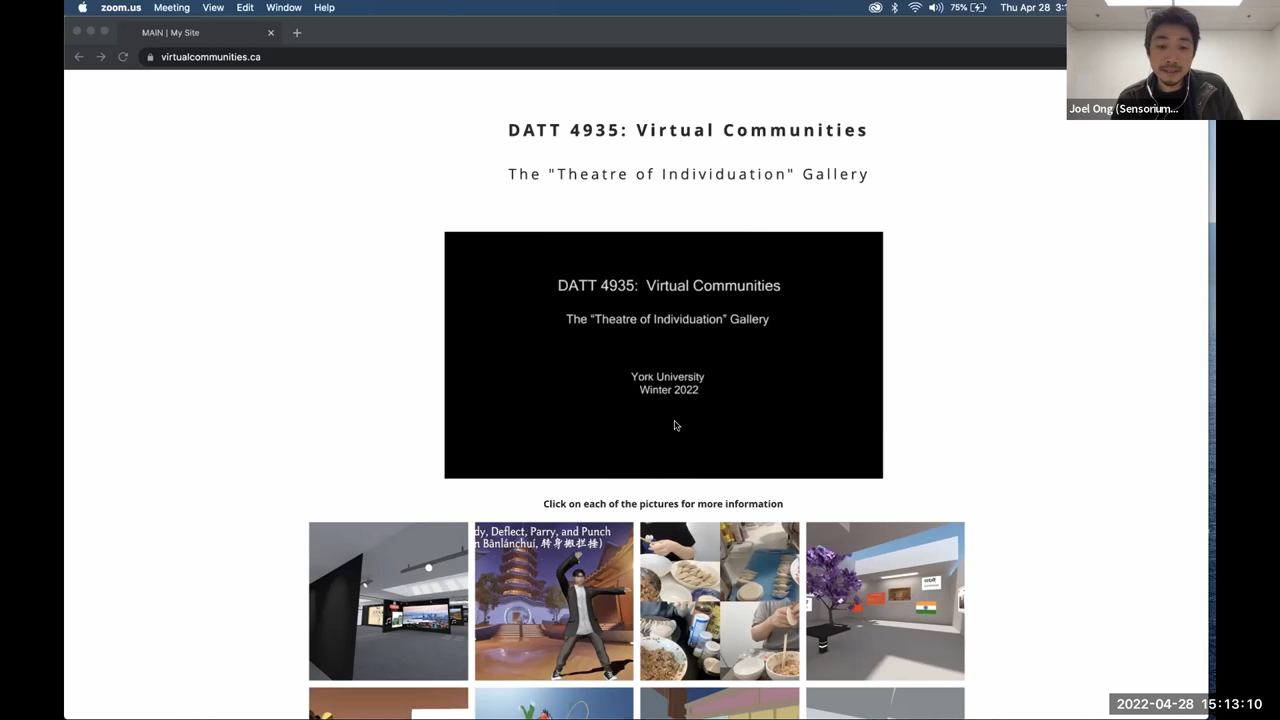 zoom.us Meeting View Edit Window Help 75% Thu Apr 28 3:1
MAIN | My Site
virtualcommunities.ca
Joel Ong (Sensorium...
DATT 4935: Virtual Communities
The "Theatre of Individuation" Gallery
DATT 4935: Virtual Communities
The "Theatre of Individuation" Gallery
York University
Winter 2022
Click on each of the pictures for more information
dy, Deflect, Parry, and Punch
n Bānlánchuí, 转身搬拦捶)
2022-04-28 15:13:10